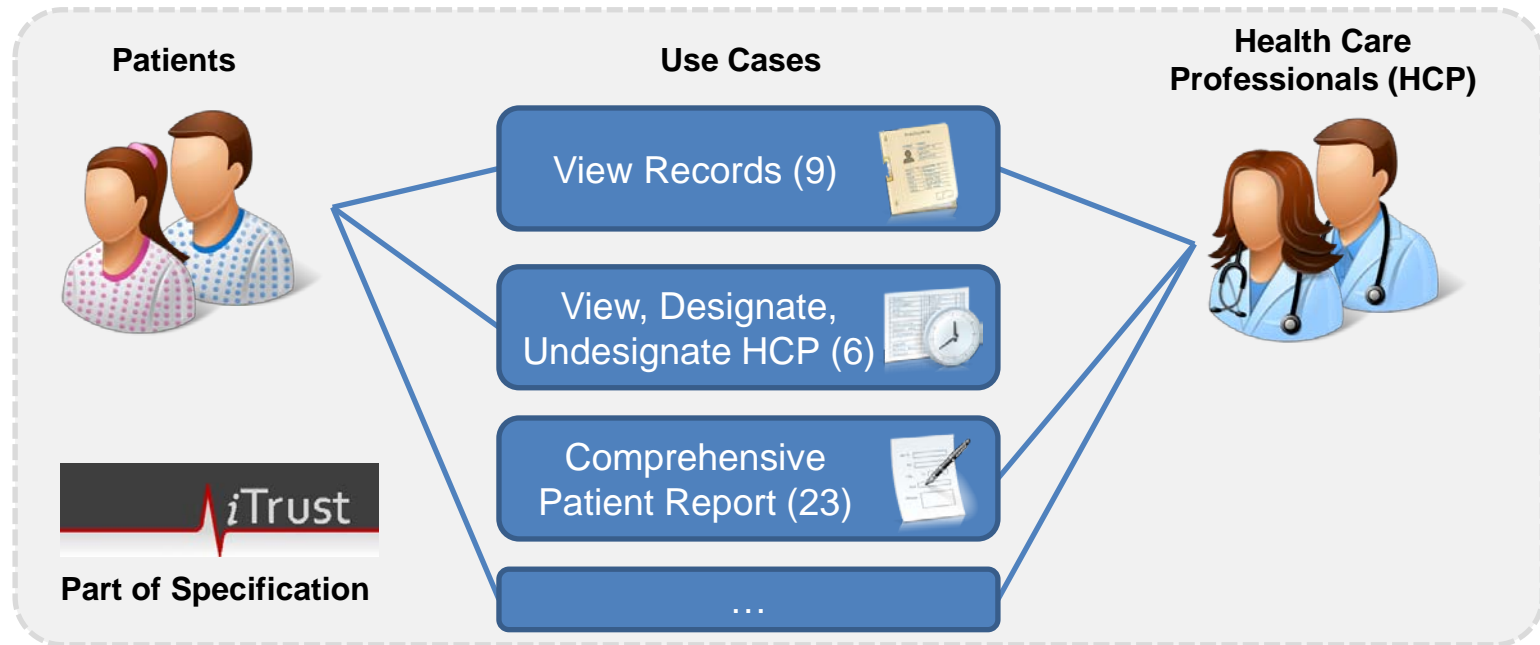 Patients
Use Cases
Health Care
Professionals (HCP)
View Records (9)
View, Designate,
Undesignate HCP (6)
Comprehensive
Patient Report (23)
…
iTrust
Part of Specification